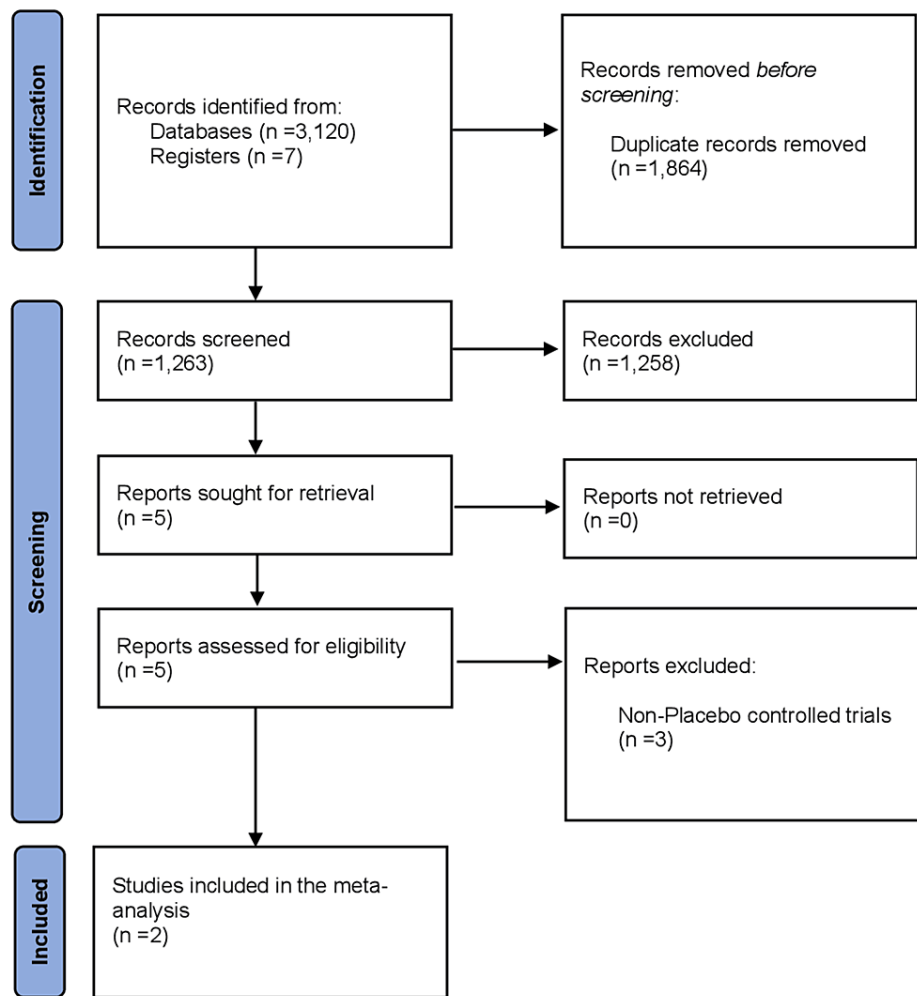 Identification
Records identified from:
Databases (n =3,120)
Registers (n =7)
Records removed before
screening:
Duplicate records removed
(n =1,864)
Screening
Records screened
(n =1,263)
Records excluded
(n =1,258)
Reports sought for retrieval
(n =5)
Reports not retrieved
(n =0)
Reports assessed for eligibility
(n =5)
Reports excluded:
Non-Placebo controlled trials
(n =3)
Included
Studies included in the meta-
analysis
(n =2)